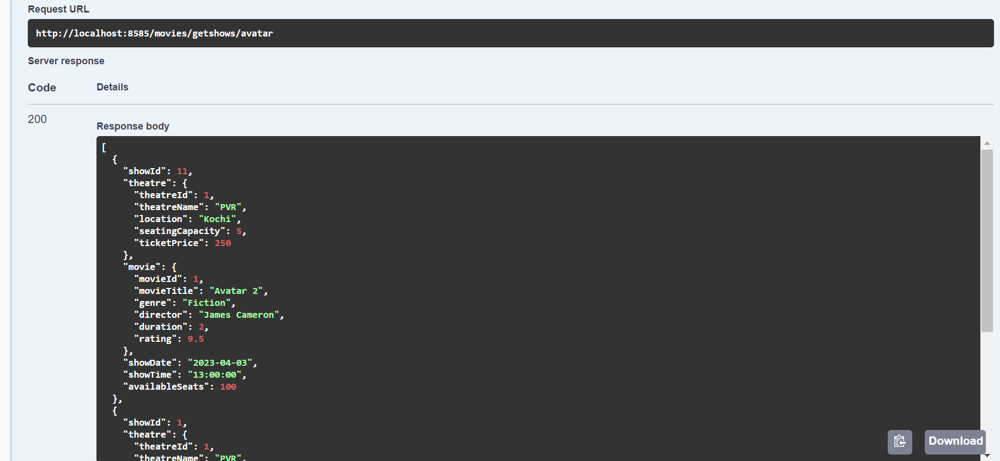 Request URL
http://localhost:8585/movies/getshows/avatar
Server response
Code Details
200
Response body
[
  {
    "showId": 11,
    "theatre": {
      "theatreId": 1,
      "theatreName": "PVR",
      "location": "Kochi",
      "seatingCapacity": 5,
      "ticketPrice": 250
    },
    "movie": {
      "movieId": 1,
      "movieTitle": "Avatar 2",
      "genre": "Fiction",
      "director": "James Cameron",
      "duration": 2,
      "rating": 9.5
    },
    "showDate": "2023-04-03",
    "showTime": "13:00:00",
    "availableSeats": 100
  },
  {
    "showId": 1,
    "theatre": {
      "theatreId": 1,
      "theatreName": "PVR",
Download